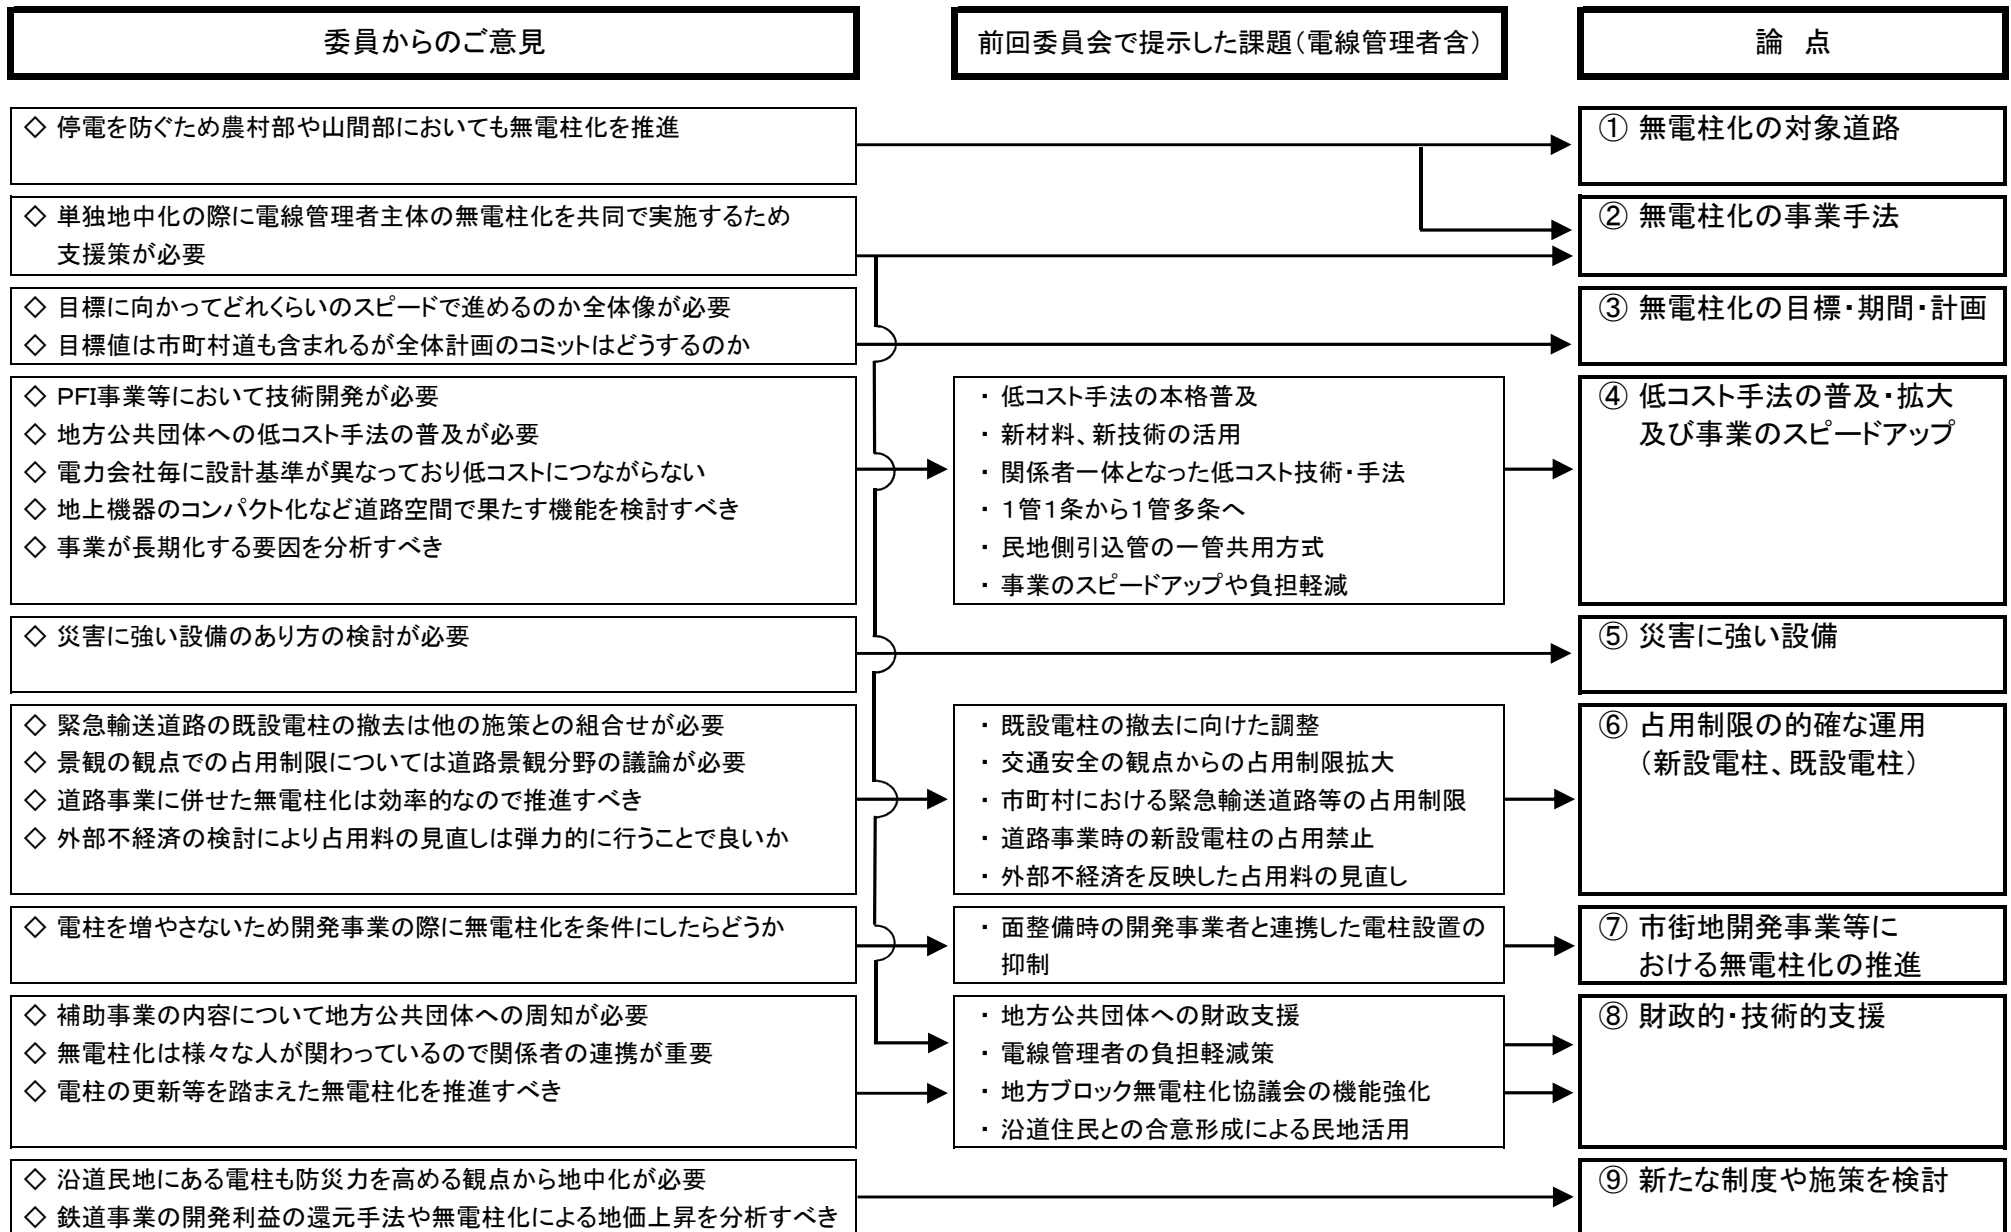 委員からのご意見
前回委員会で提示した課題（電線管理者含）
論 点
◇ 停電を防ぐため農村部や山間部においても無電柱化を推進
① 無電柱化の対象道路
◇ 単独地中化の際に電線管理者主体の無電柱化を共同で実施するため
支援策が必要
② 無電柱化の事業手法
◇ 目標に向かってどれくらいのスピードで進めるのか全体像が必要
◇ 目標値は市町村道も含まれるが全体計画のコミットはどうするのか
③ 無電柱化の目標・期間・計画
◇ PFI事業等において技術開発が必要
◇ 地方公共団体への低コスト手法の普及が必要
◇ 電力会社毎に設計基準が異なっており低コストにつながらない
◇ 地上機器のコンパクト化など道路空間で果たす機能を検討すべき
◇ 事業が長期化する要因を分析すべき
・ 低コスト手法の本格普及
・ 新材料、新技術の活用
・ 関係者一体となった低コスト技術・手法
・ １管１条から１管多条へ
・ 民地側引込管の一管共用方式
・ 事業のスピードアップや負担軽減
④ 低コスト手法の普及・拡大
及び事業のスピードアップ
◇ 災害に強い設備のあり方の検討が必要
⑤ 災害に強い設備
◇ 緊急輸送道路の既設電柱の撤去は他の施策との組合せが必要
◇ 景観の観点での占用制限については道路景観分野の議論が必要
◇ 道路事業に併せた無電柱化は効率的なので推進すべき
◇ 外部不経済の検討により占用料の見直しは弾力的に行うことで良いか
・ 既設電柱の撤去に向けた調整
・ 交通安全の観点からの占用制限拡大
・ 市町村における緊急輸送道路等の占用制限
・ 道路事業時の新設電柱の占用禁止
・ 外部不経済を反映した占用料の見直し
⑥ 占用制限の的確な運用
（新設電柱、既設電柱）
◇ 電柱を増やさないため開発事業の際に無電柱化を条件にしたらどうか
・ 面整備時の開発事業者と連携した電柱設置の
抑制
⑦ 市街地開発事業等に
おける無電柱化の推進
◇ 補助事業の内容について地方公共団体への周知が必要
◇ 無電柱化は様々な人が関わっているので関係者の連携が重要
◇ 電柱の更新等を踏まえた無電柱化を推進すべき
・ 地方公共団体への財政支援
・ 電線管理者の負担軽減策
・ 地方ブロック無電柱化協議会の機能強化
・ 沿道住民との合意形成による民地活用
⑧ 財政的・技術的支援
◇ 沿道民地にある電柱も防災力を高める観点から地中化が必要
◇ 鉄道事業の開発利益の還元手法や無電柱化による地価上昇を分析すべき
⑨ 新たな制度や施策を検討